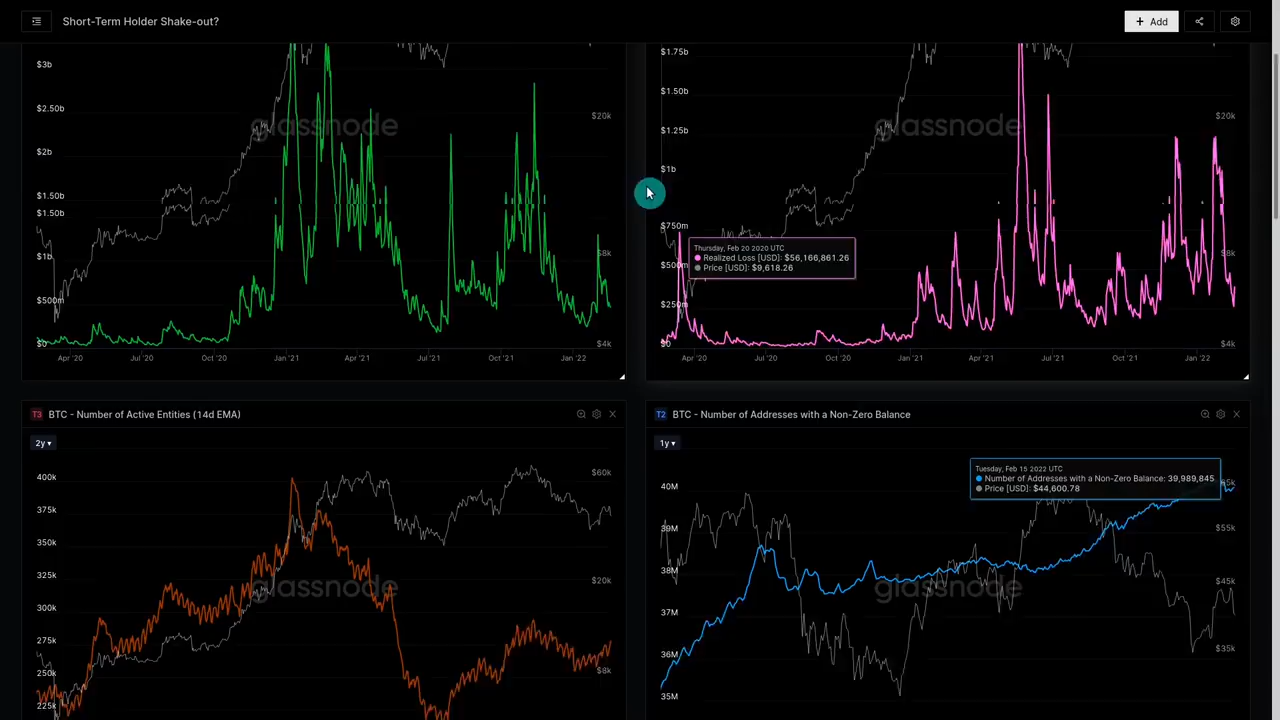 Short-Term Holder Shake-out?
+ Add
$3b
$2.50b
$2b
$1.50b
$1.50b
$1b
$500m
$0
$20k
$8k
$4k
glassnode
Apr '20 Jul '20 Oct '20 Jan '21 Apr '21 Jul '21 Oct '21 Jan '22
$1.75b
$1.50b
$1.25b
$1b
$750m
$500m
$250m
$0
$20k
$8k
$4k
glassnode
Thursday, Feb 20 2020 UTC
Realized Loss [USD]: $56,166,861.26
Price [USD]: $9,618.26
Apr '20 Jul '20 Oct '20 Jan '21 Apr '21 Jul '21 Oct '21 Jan '22
T3 BTC - Number of Active Entities (14d EMA)
2y
400k
375k
350k
325k
300k
275k
250k
225k
$60k
$20k
$8k
glassnode
T2 BTC - Number of Addresses with a Non-Zero Balance
1y
Tuesday, Feb 15 2022 UTC
Number of Addresses with a Non-Zero Balance: 39,989,845
Price [USD]: $44,600.78
40M
39M
38M
37M
36M
35M
$55k
$45k
$35k
glassnode